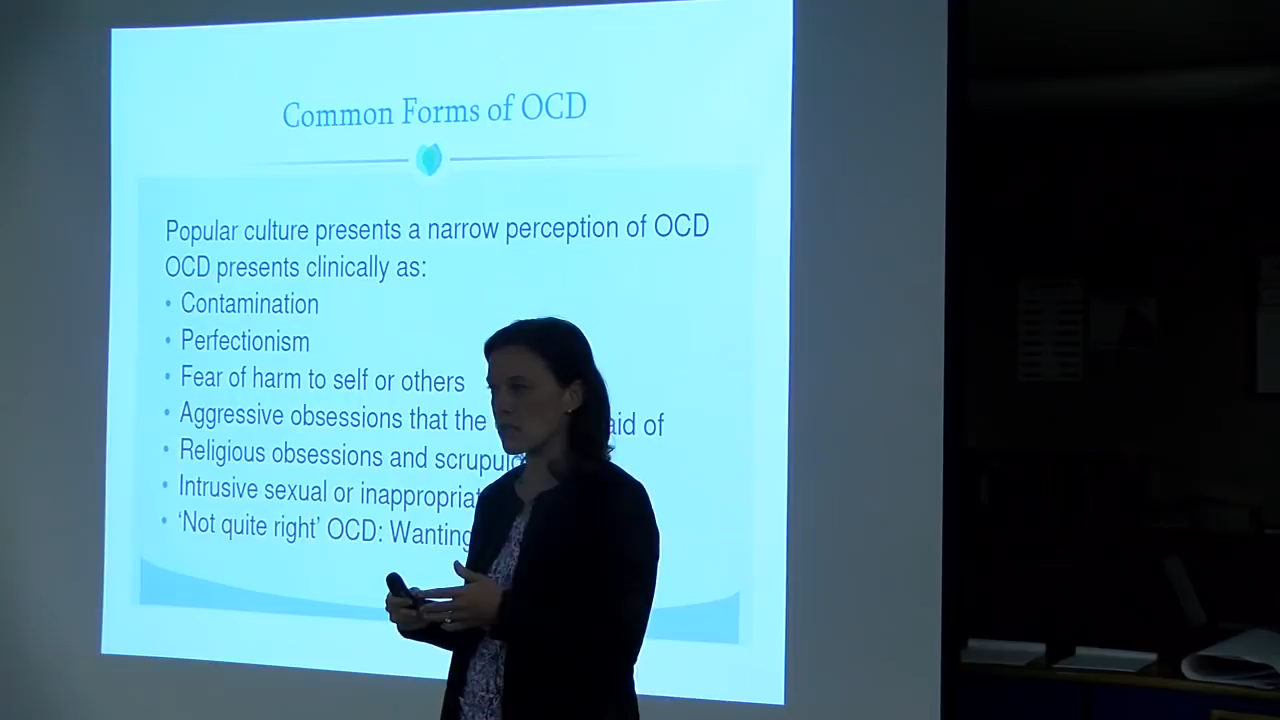 Common Forms of OCD
Popular culture presents a narrow perception of OCD
OCD presents clinically as:
• Contamination
• Perfectionism
• Fear of harm to self or others
• Aggressive obsessions that the aid of
• Religious obsessions and
• Intrusive sexual or
• ‘Not quite right’ OCD: Wanting